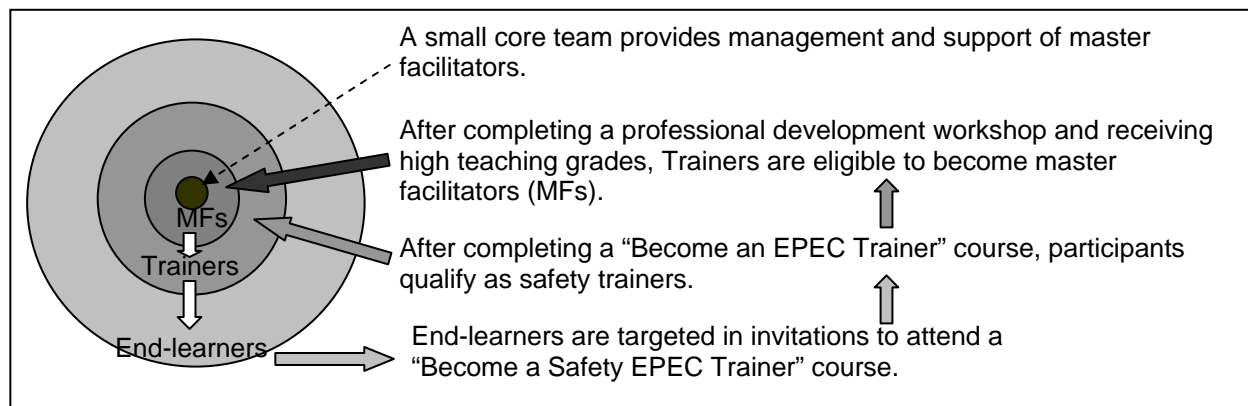 A small core team provides management and support of master
facilitators.
After completing a professional development workshop and receiving
high teaching grades, Trainers are eligible to become master
facilitators (MFs).
After completing a “Become an EPEC Trainer” course, participants
qualify as safety trainers.
End-learners are targeted in invitations to attend a
“Become a Safety EPEC Trainer” course.
MFs
Trainers
End-learners